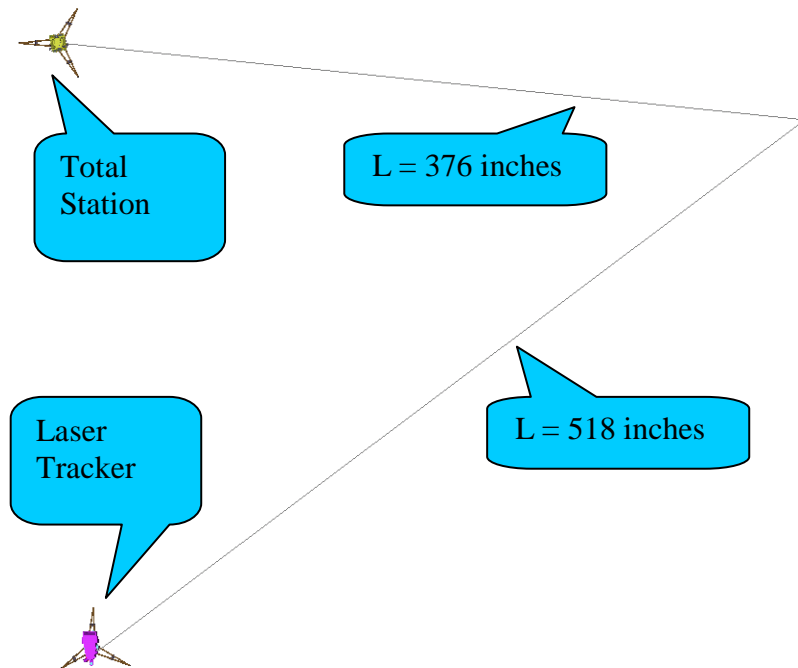 Total
Station
L = 376 inches
Laser
Tracker
L = 518 inches